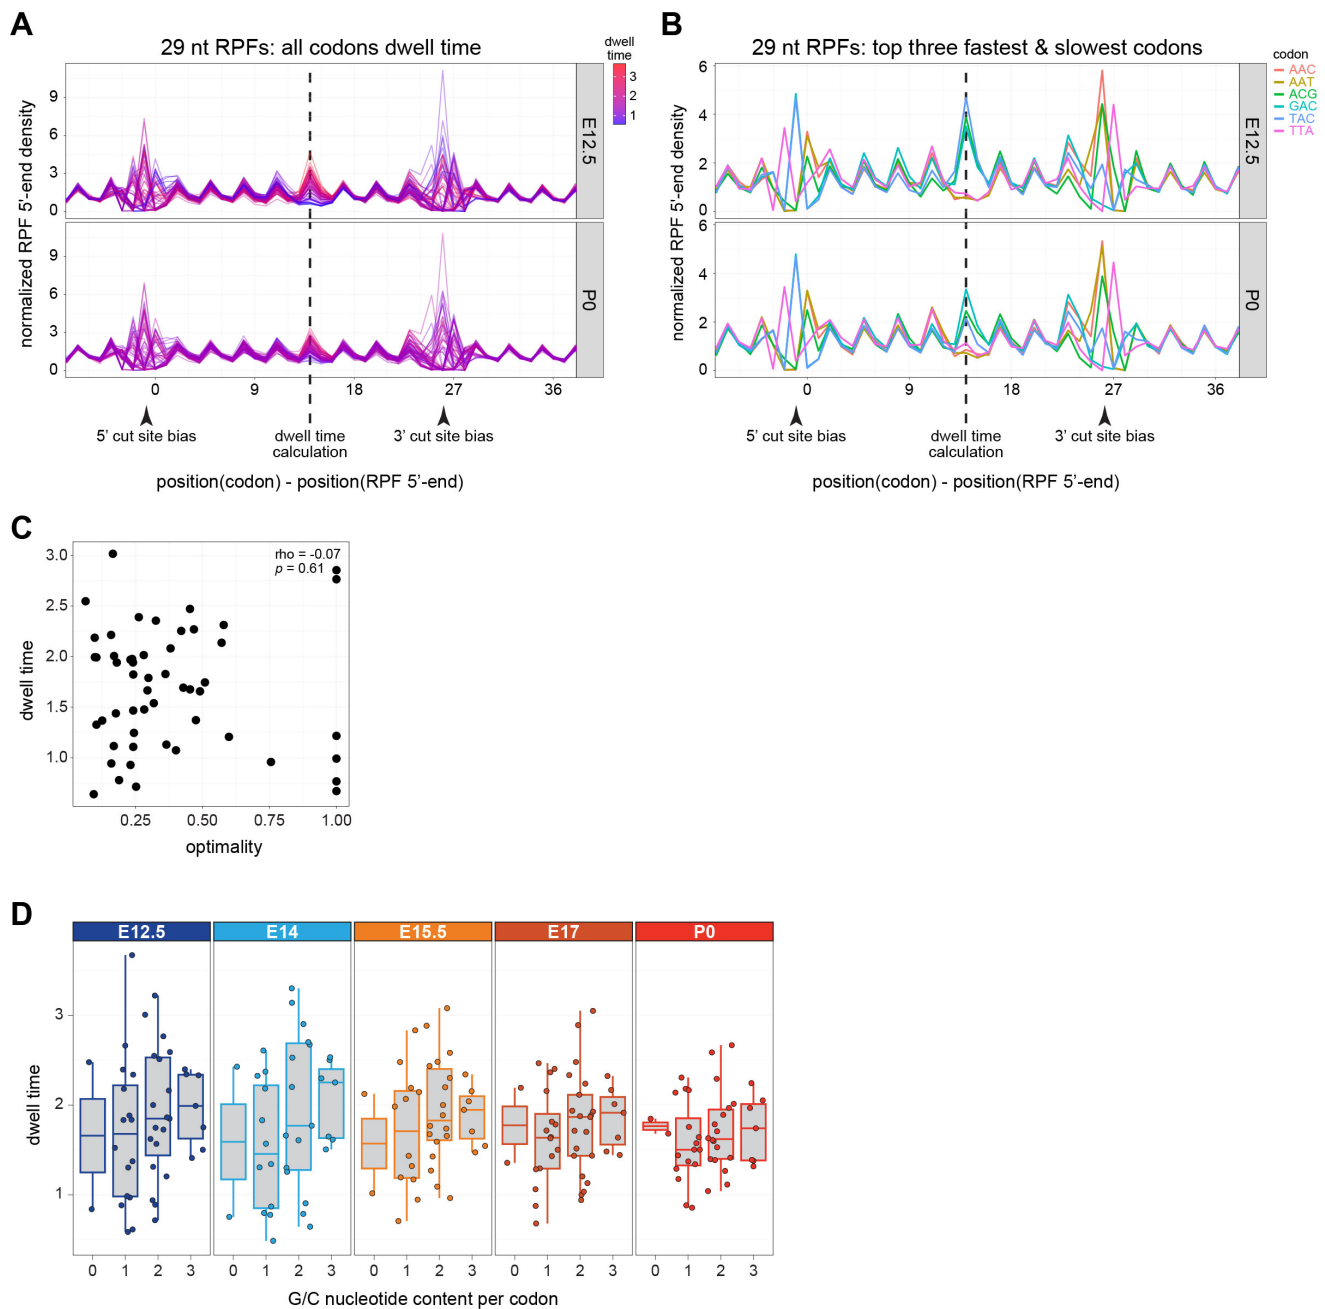 A
29 nt RPFs: all codons dwell time
dwell
time
3
2
1
normalized RPF 5'-end density
9
6
3
0
E12.5
9
6
3
0
P0
0 9 18 27 36
5' cut site bias
dwell time
calculation
3' cut site bias
position(codon) - position(RPF 5'-end)
B
29 nt RPFs: top three fastest & slowest codons
codon
AAC
AAT
ACG
GAC
TAC
TTA
normalized RPF 5'-end density
6
4
2
0
E12.5
6
4
2
0
P0
0 9 18 27 36
5' cut site bias
dwell time
calculation
3' cut site bias
position(codon) - position(RPF 5'-end)
C
rho = -0.07
p = 0.61
dwell time
3.0
2.5
2.0
1.5
1.0
0.25 0.50 0.75 1.00
optimality
D
E12.5 E14 E15.5 E17 P0
dwell time
3
2
1
0 1 2 3 0 1 2 3 0 1 2 3 0 1 2 3 0 1 2 3
G/C nucleotide content per codon